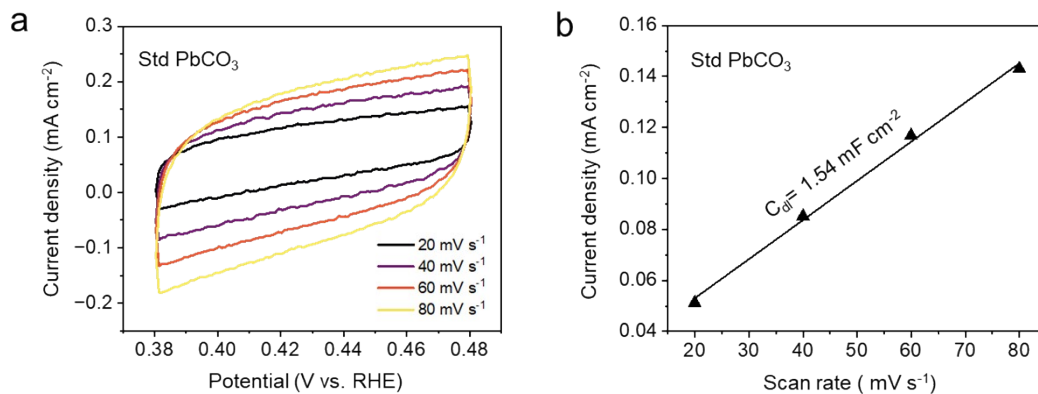 a
Std PbCO₃
Current density (mA cm⁻²)
0.3
0.2
0.1
0.0
−0.1
−0.2
20 mV s⁻¹
40 mV s⁻¹
60 mV s⁻¹
80 mV s⁻¹
0.38
0.40
0.42
0.44
0.46
0.48
Potential (V vs. RHE)
b
Std PbCO₃
Current density (mA cm⁻²)
0.16
0.14
0.12
0.10
0.08
0.06
0.04
C_dl= 1.54 mF cm⁻²
20
30
40
50
60
70
80
Scan rate ( mV s⁻¹)